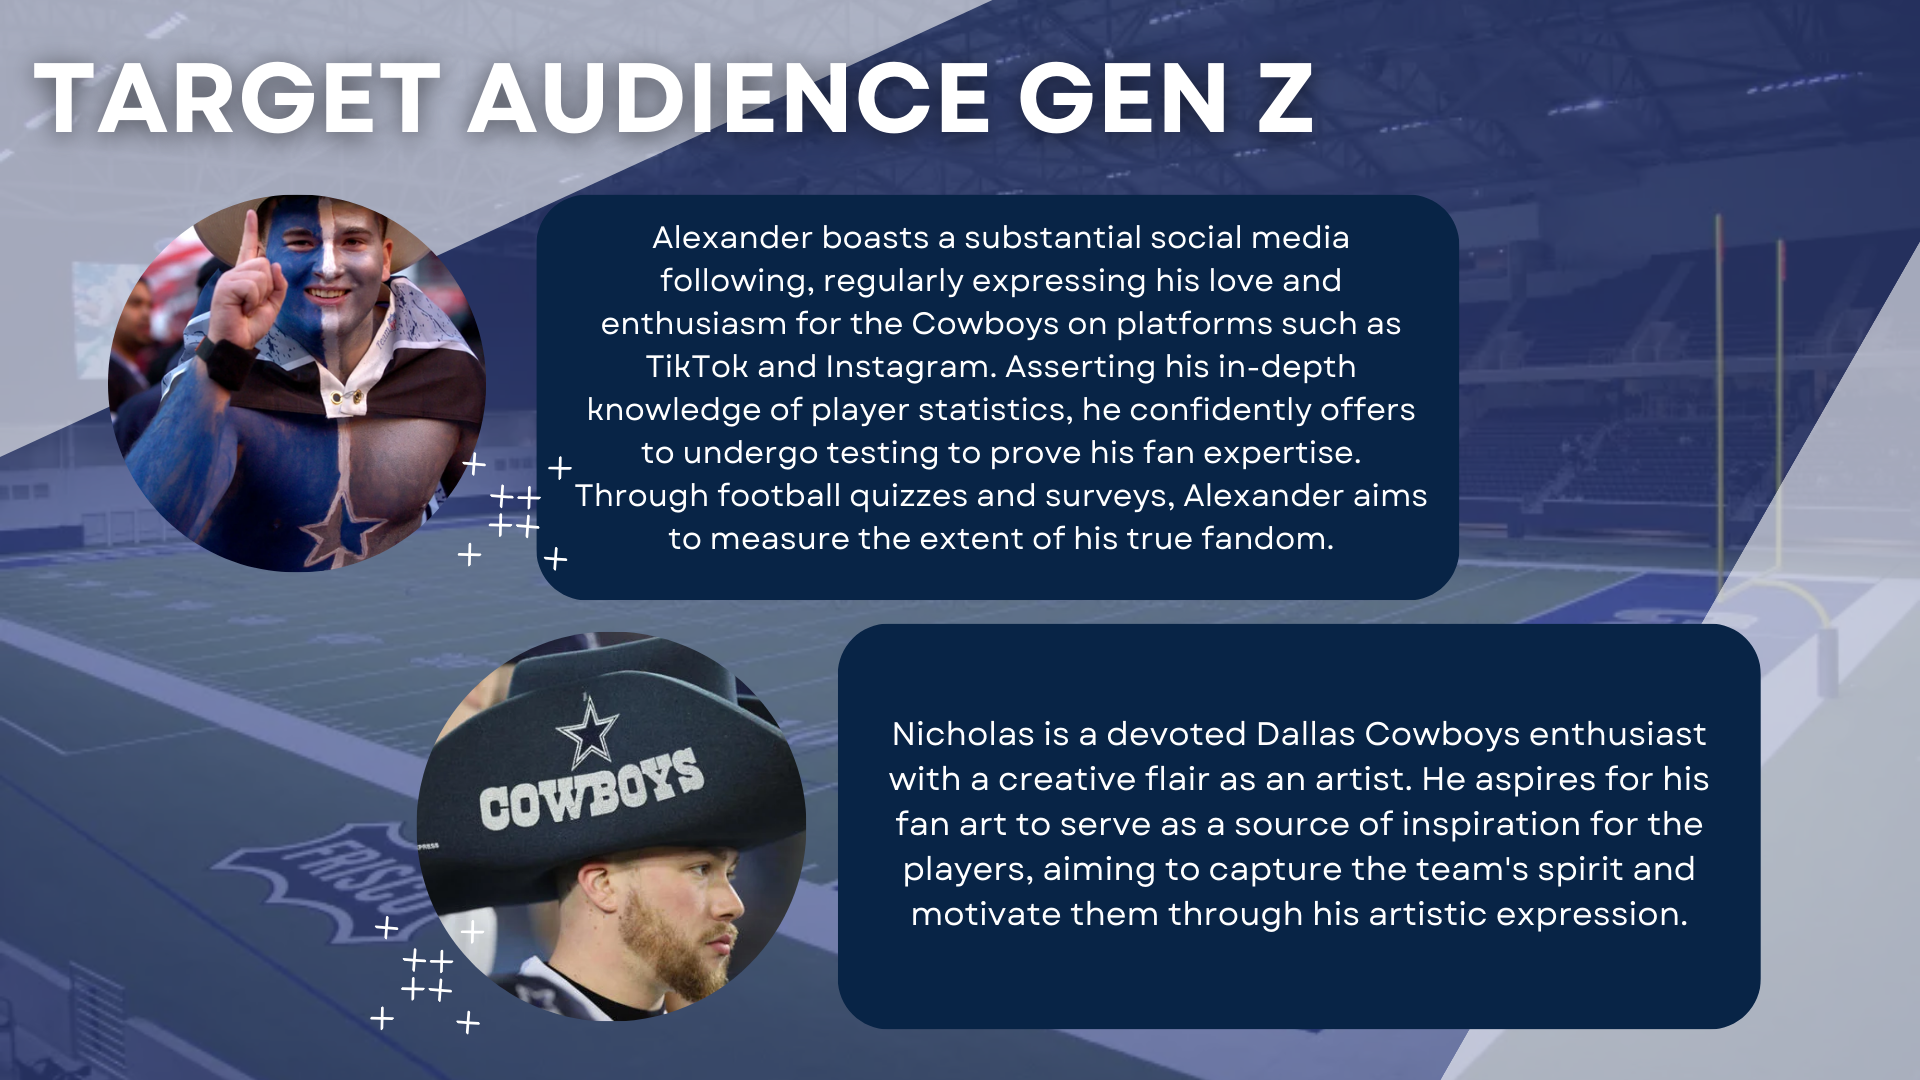 TARGET AUDIENCE GEN Z
Alexander boasts a substantial social media
following, regularly expressing his love and
enthusiasm for the Cowboys on platforms such as
TikTok and Instagram. Asserting his in-depth
knowledge of player statistics, he confidently offers
to undergo testing to prove his fan expertise.
Through football quizzes and surveys, Alexander aims
to measure the extent of his true fandom.
COWBOYS
Nicholas is a devoted Dallas Cowboys enthusiast
with a creative flair as an artist. He aspires for his
fan art to serve as a source of inspiration for the
players, aiming to capture the team's spirit and
motivate them through his artistic expression.
FRISCO